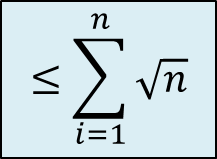 ≤ ∑_{i=1}^{n} √n